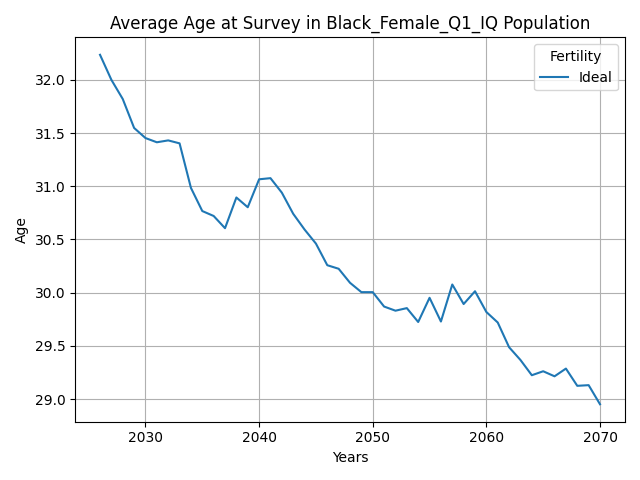 Average Age at Survey in Black_Female_Q1_IQ Population
Fertility
Ideal
32.0
31.5
31.0
30.5
30.0
29.5
29.0
Age
2030
2040
2050
2060
2070
Years